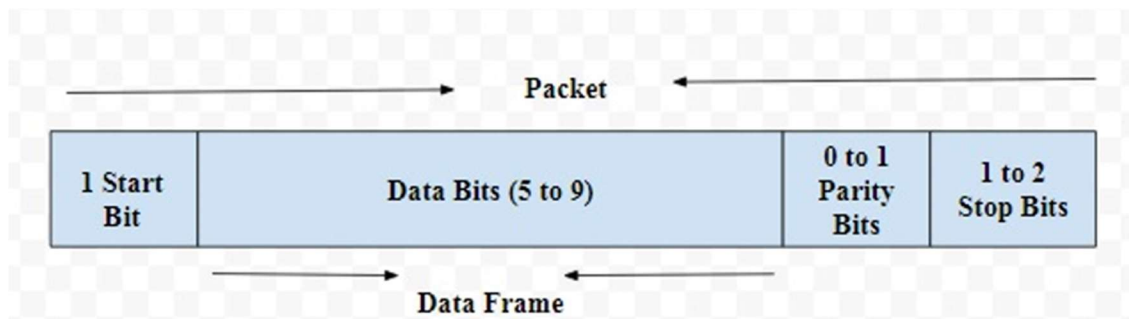 Packet
1 Start
Bit
Data Bits (5 to 9)
0 to 1
Parity
Bits
1 to 2
Stop Bits
Data Frame